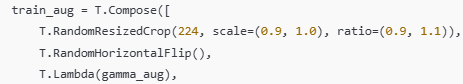 train_aug = T.Compose([
    T.RandomResizedCrop(224, scale=(0.9, 1.0), ratio=(0.9, 1.1)),
    T.RandomHorizontalFlip(),
    T.Lambda(gamma_aug),